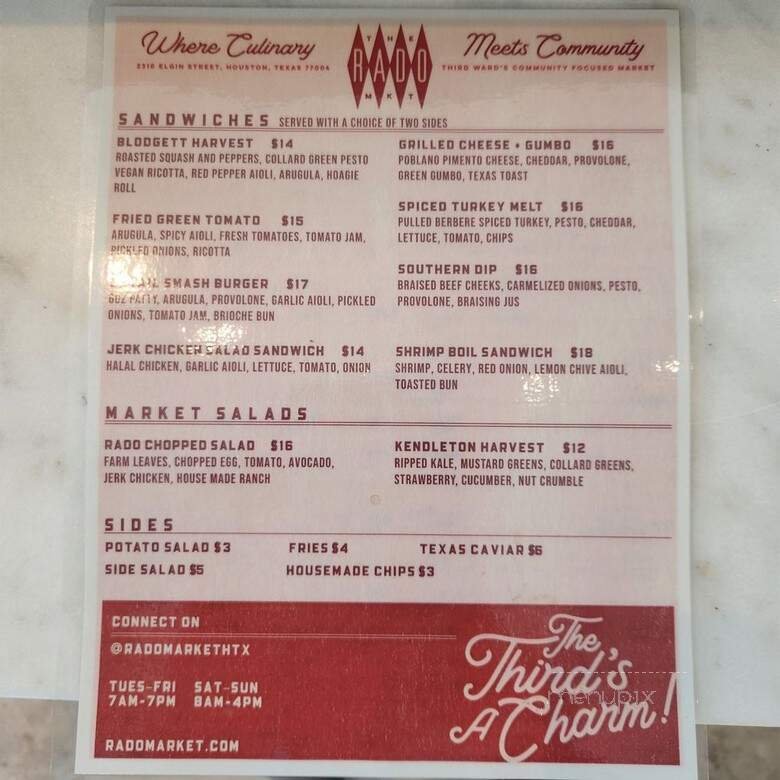 Where Culinary
2310 ELGIN STREET, HOUSTON, TEXAS 77004
THE
RADO
MKT
Meets Community
THIRD WARD'S COMMUNITY FOCUSED MARKET
SANDWICHES SERVED WITH A CHOICE OF TWO SIDES
BLODGETT HARVEST $14
ROASTED SQUASH AND PEPPERS, COLLARD GREEN PESTO
VEGAN RICOTTA, RED PEPPER AIOLI, ARUGULA, HOAGIE
ROLL
FRIED GREEN TOMATO $15
ARUGULA, SPICY AIOLI, FRESH TOMATOES, TOMATO JAM,
PICKLED ONIONS, RICOTTA
SMASH BURGER $17
6OZ PATTY, ARUGULA, PROVOLONE, GARLIC AIOLI, PICKLED
ONIONS, TOMATO JAM, BRIOCHE BUN
JERK CHICKEN SALAD SANDWICH $14
HALAL CHICKEN, GARLIC AIOLI, LETTUCE, TOMATO, ONION
GRILLED CHEESE + GUMBO $16
POBLANO PIMENTO CHEESE, CHEDDAR, PROVOLONE,
GREEN GUMBO, TEXAS TOAST
SPICED TURKEY MELT $16
PULLED BERBERE SPICED TURKEY, PESTO, CHEDDAR,
LETTUCE, TOMATO, CHIPS
SOUTHERN DIP $16
BRAISED BEEF CHEEKS, CARMELIZED ONIONS, PESTO,
PROVOLONE, BRAISING JUS
SHRIMP BOIL SANDWICH $18
SHRIMP, CELERY, RED ONION, LEMON CHIVE AIOLI,
TOASTED BUN
MARKET SALADS
RADO CHOPPED SALAD $16
FARM LEAVES, CHOPPED EGG, TOMATO, AVOCADO,
JERK CHICKEN, HOUSE MADE RANCH
KENDLETON HARVEST $12
RIPPED KALE, MUSTARD GREENS, COLLARD GREENS,
STRAWBERRY, CUCUMBER, NUT CRUMBLE
SIDES
POTATO SALAD $3 FRIES $4 TEXAS CAVIAR $6
SIDE SALAD $5 HOUSEMADE CHIPS $3
CONNECT ON
@RADOMARKETHTX
TUES-FRI SAT-SUN
7AM-7PM 8AM-4PM
RADOMARKET.COM
The
Third's
A Charm!
menupix